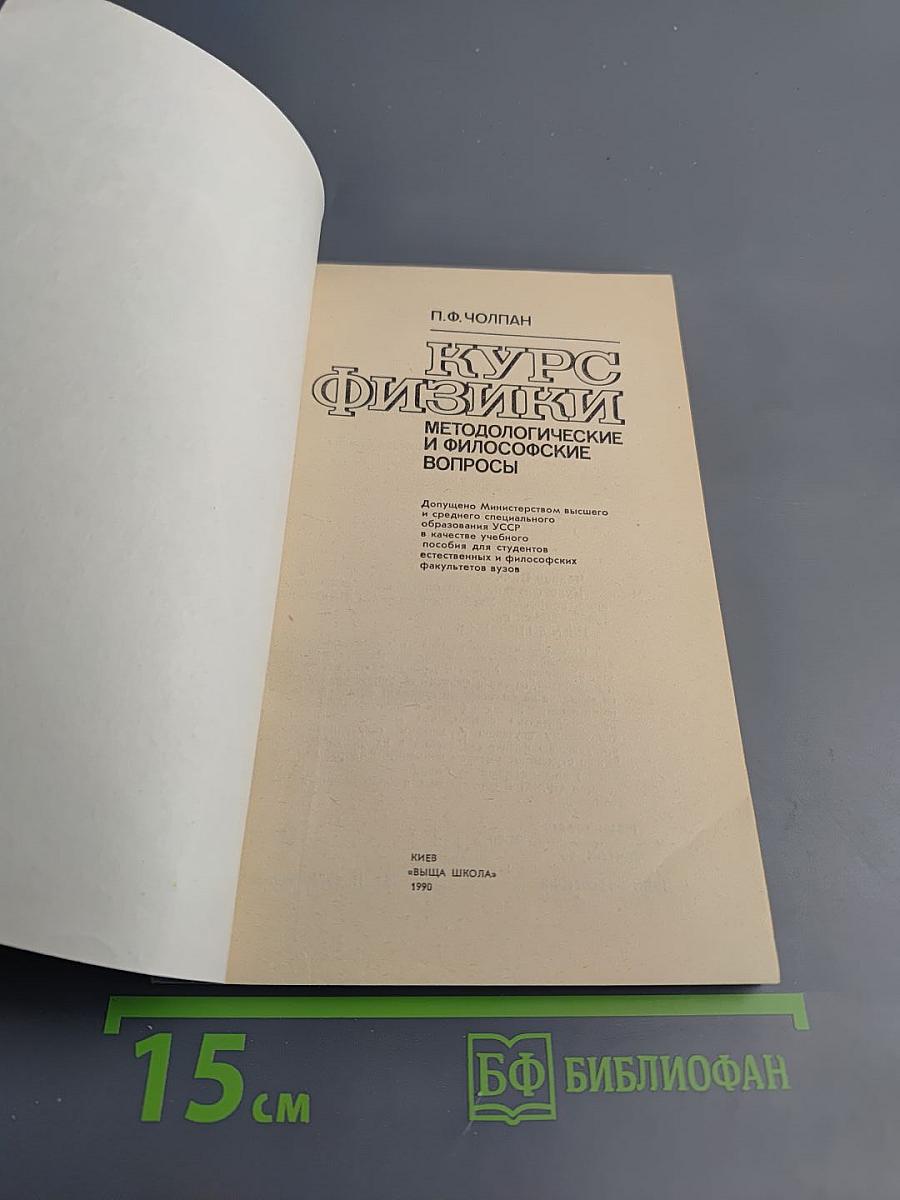 П.Ф.ЧОЛПАН
КУРС
ФИЗИКИ
МЕТОДОЛОГИЧЕСКИЕ
И ФИЛОСОФСКИЕ
ВОПРОСЫ
Допущено Министерством высшего
и среднего специального
образования УССР
в качестве учебного
пособия для студентов
естественных и философских
факультетов вузов
КИЕВ
«ВЫЩА ШКОЛА»
1990
15 см
БФ БИБЛИОФАН